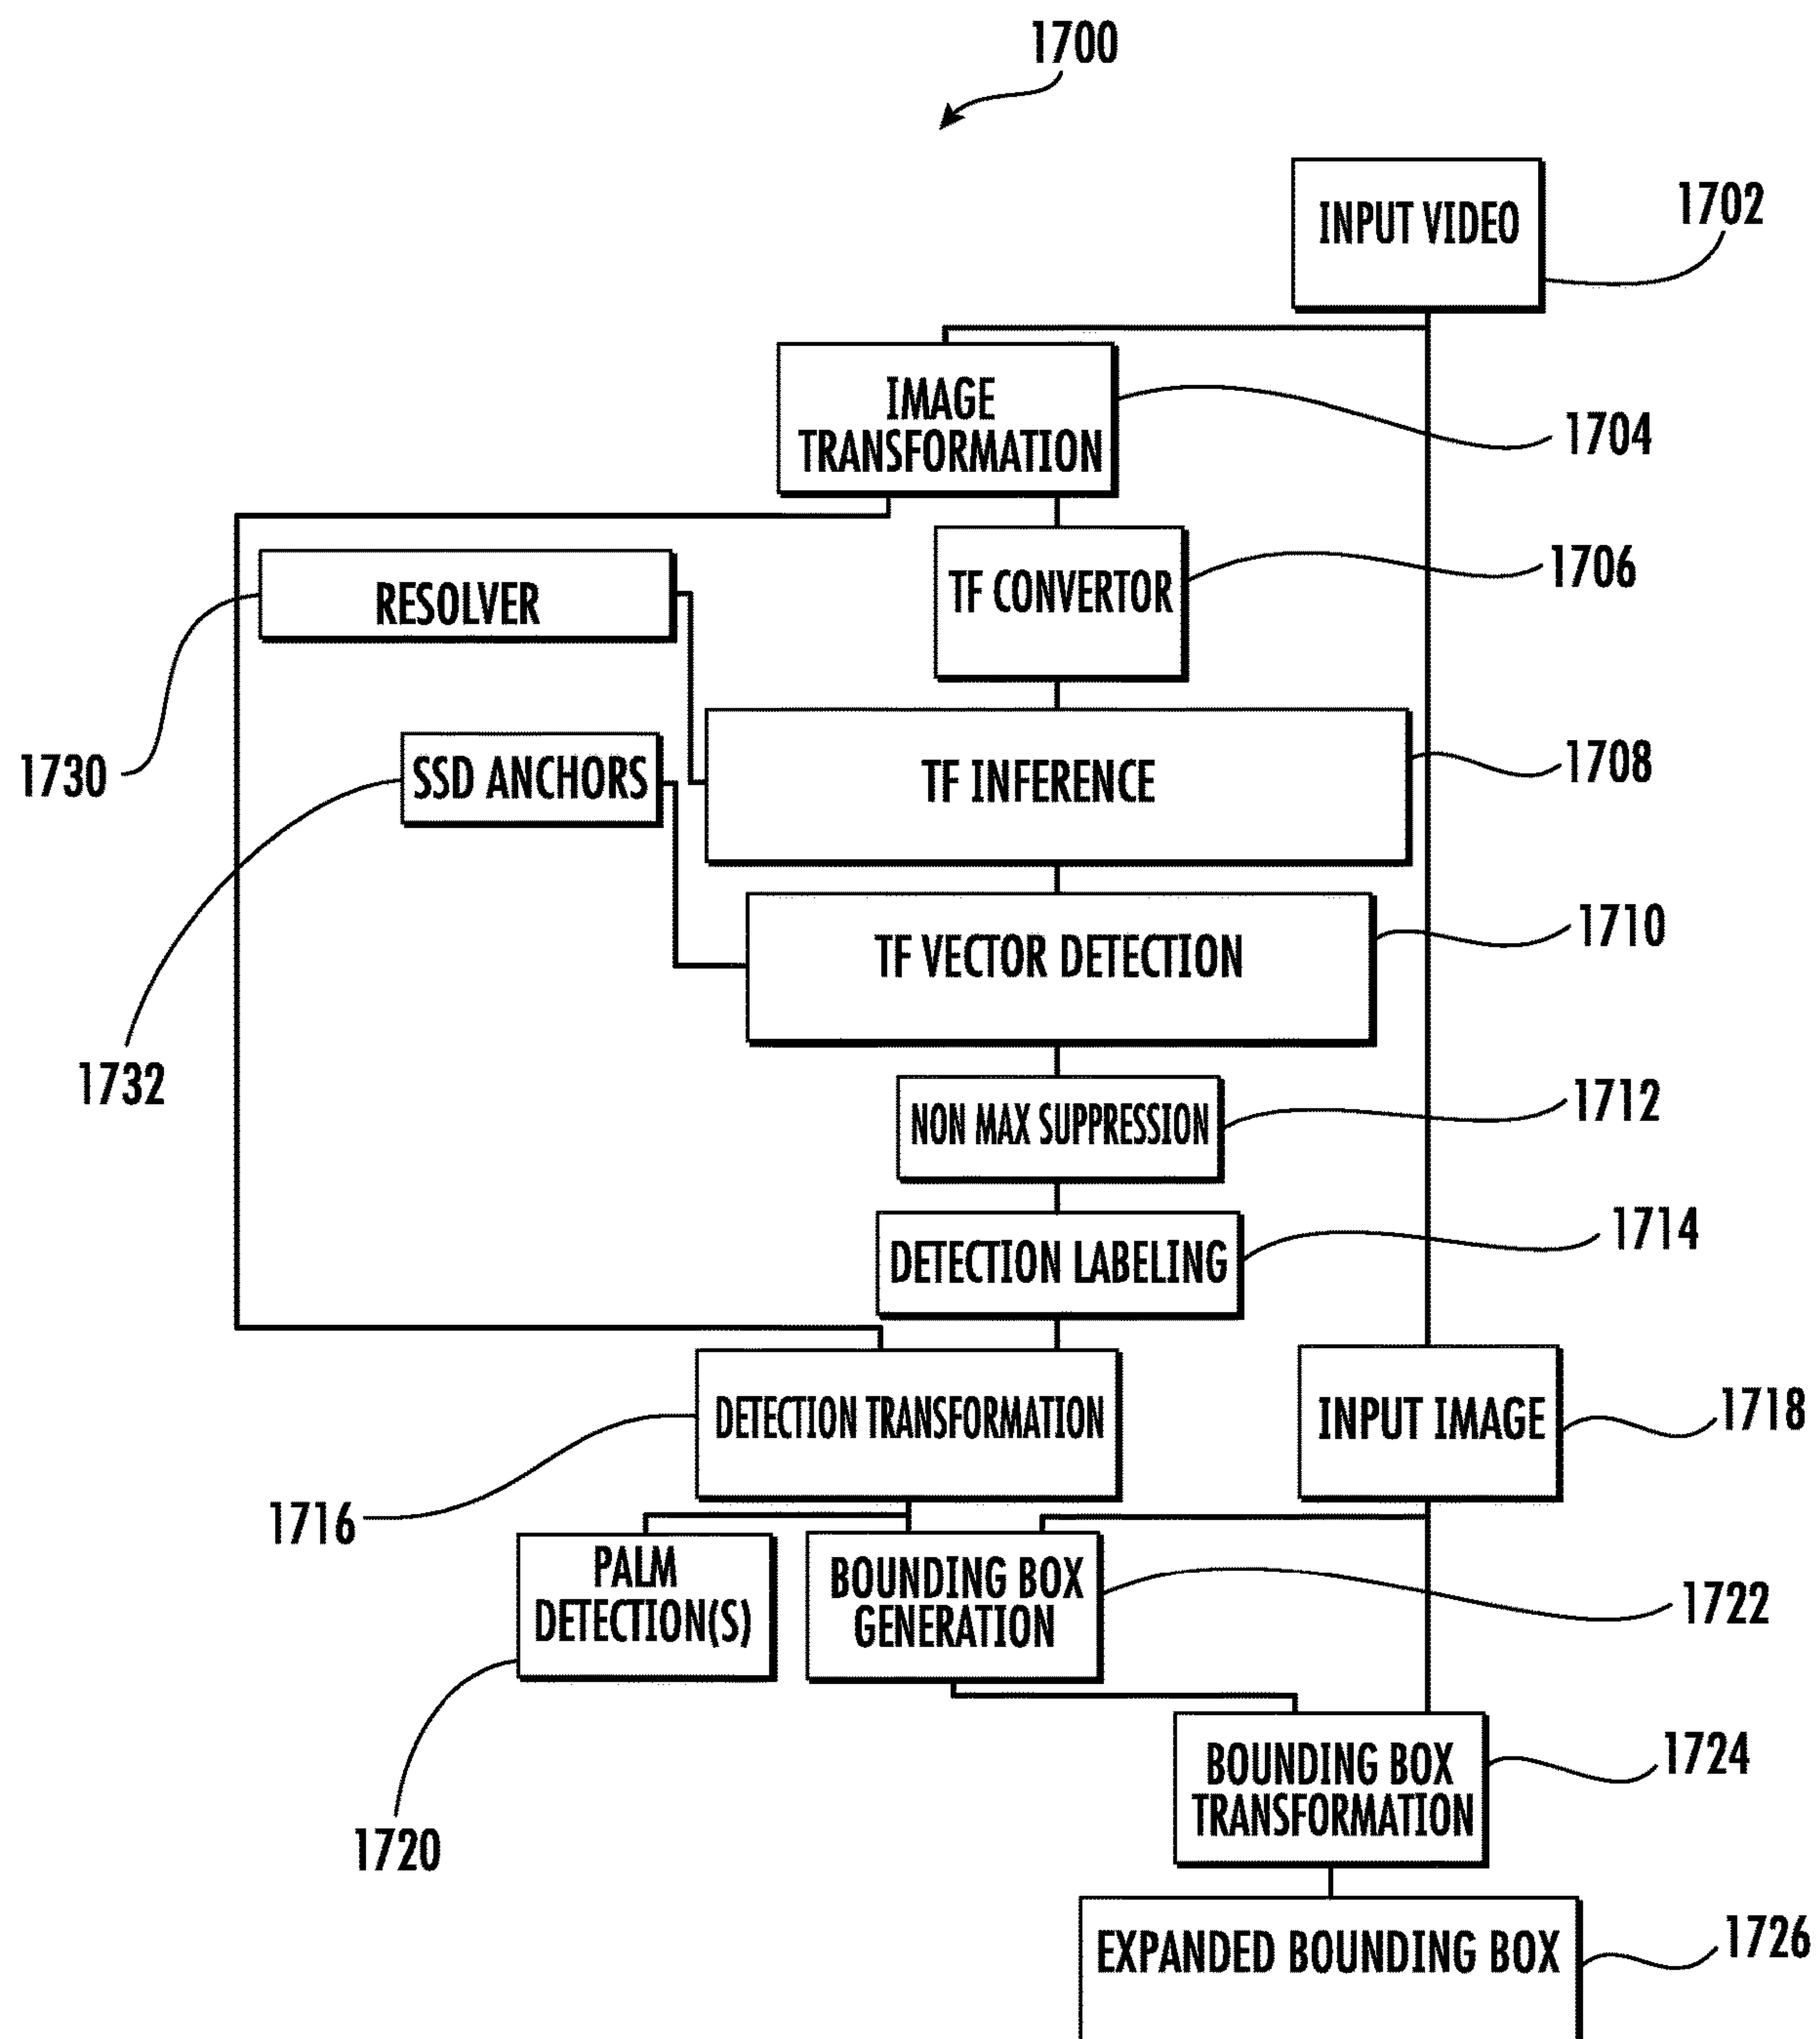 1700
INPUT VIDEO
1702
IMAGE
TRANSFORMATION
1704
RESOLVER
TF CONVERTOR
1706
1730
SSD ANCHORS
TF INFERENCE
1708
TF VECTOR DETECTION
1710
1732
NON MAX SUPPRESSION
1712
DETECTION LABELING
1714
DETECTION TRANSFORMATION
INPUT IMAGE
1718
1716
PALM
DETECTION(S)
BOUNDING BOX
GENERATION
1722
1720
BOUNDING BOX
TRANSFORMATION
1724
EXPANDED BOUNDING BOX
1726